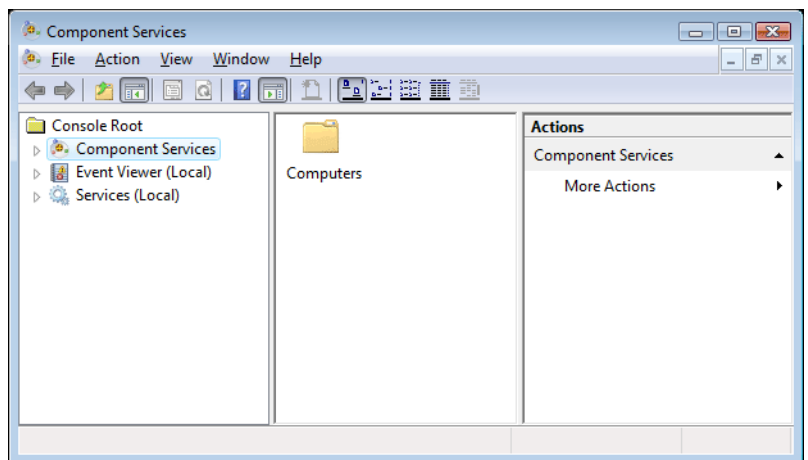 Component Services
File Action View Window Help
Console Root
Component Services
Event Viewer (Local)
Services (Local)
Computers
Actions
Component Services
More Actions